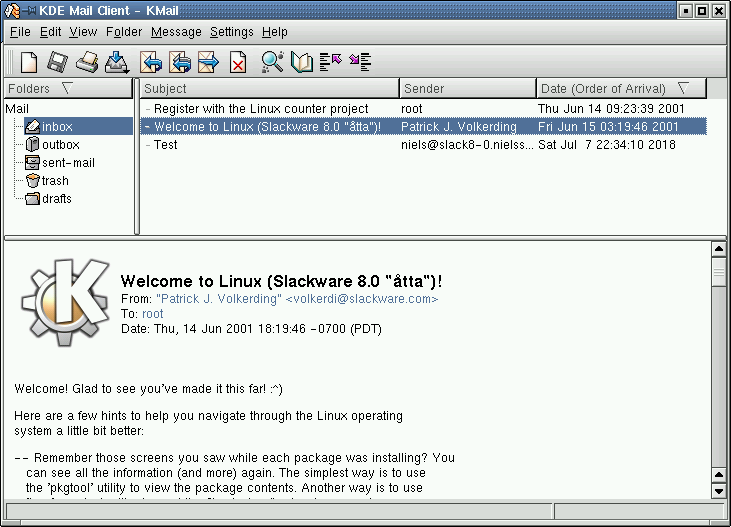 KDE Mail Client - KMail
File Edit View Folder Message Settings Help
Folders
Subject Sender Date (Order of Arrival)
Mail
inbox
outbox
sent-mail
trash
drafts
- Register with the Linux counter project root Thu Jun 14 09:23:39 2001
- Welcome to Linux (Slackware 8.0 "åtta")! Patrick J. Volkerding Fri Jun 15 03:19:46 2001
- Test niels@slack8-0.nielss... Sat Jul 7 22:34:10 2018
K
Welcome to Linux (Slackware 8.0 "åtta")!
From: "Patrick J. Volkerding" <volkerdi@slackware.com>
To: root
Date: Thu, 14 Jun 2001 18:19:46 -0700 (PDT)
Welcome! Glad to see you've made it this far! :^)
Here are a few hints to help you navigate through the Linux operating
system a little bit better:
-- Remember those screens you saw while each package was installing? You
can see all the information (and more) again. The simplest way is to use
the 'pkgtool' utility to view the package contents. Another way is to use